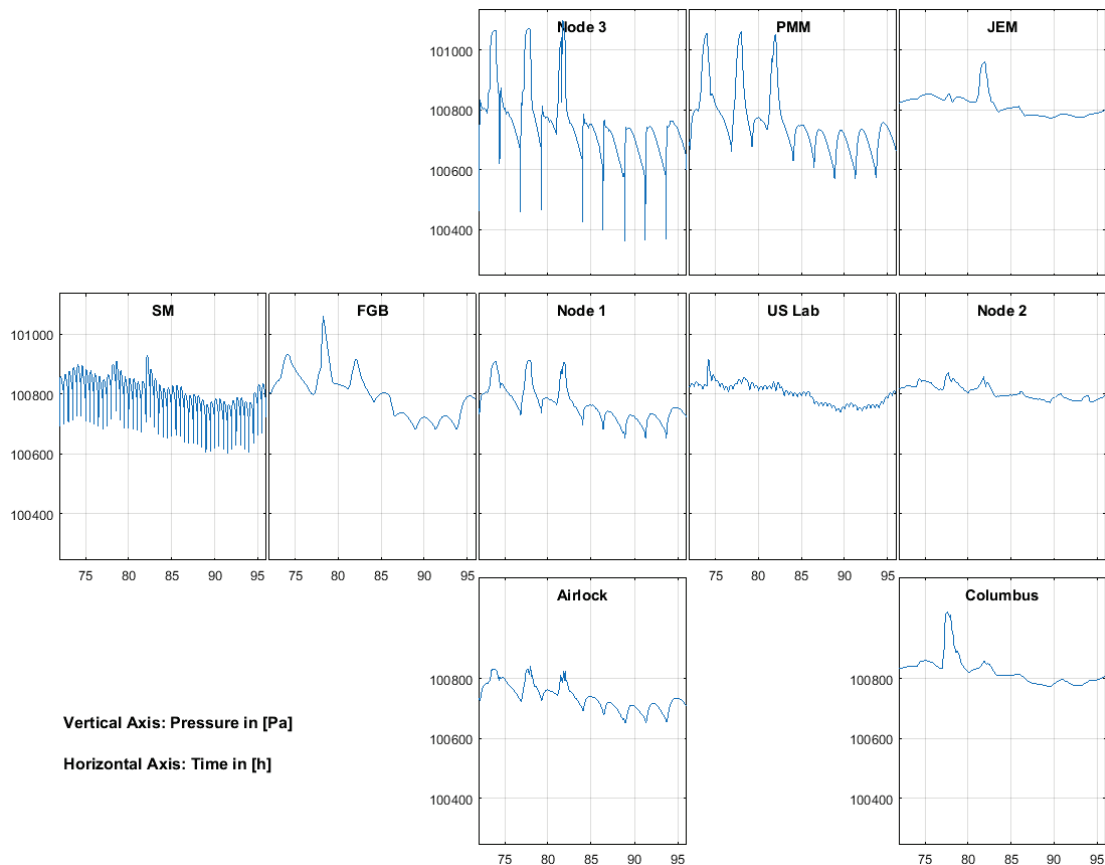 Node 3 PMM JEM
101000
100800
100600
100400
75 80 85 90 95 75 80 85 90 95
SM FGB Node 1 US Lab Node 2
101000
100800
100600
100400
75 80 85 90 95 75 80 85 90 95 75 80 85 90 95
Airlock Columbus
100800 100800
100600 100600
100400 100400
75 80 85 90 95 75 80 85 90 95
Vertical Axis: Pressure in [Pa]
Horizontal Axis: Time in [h]